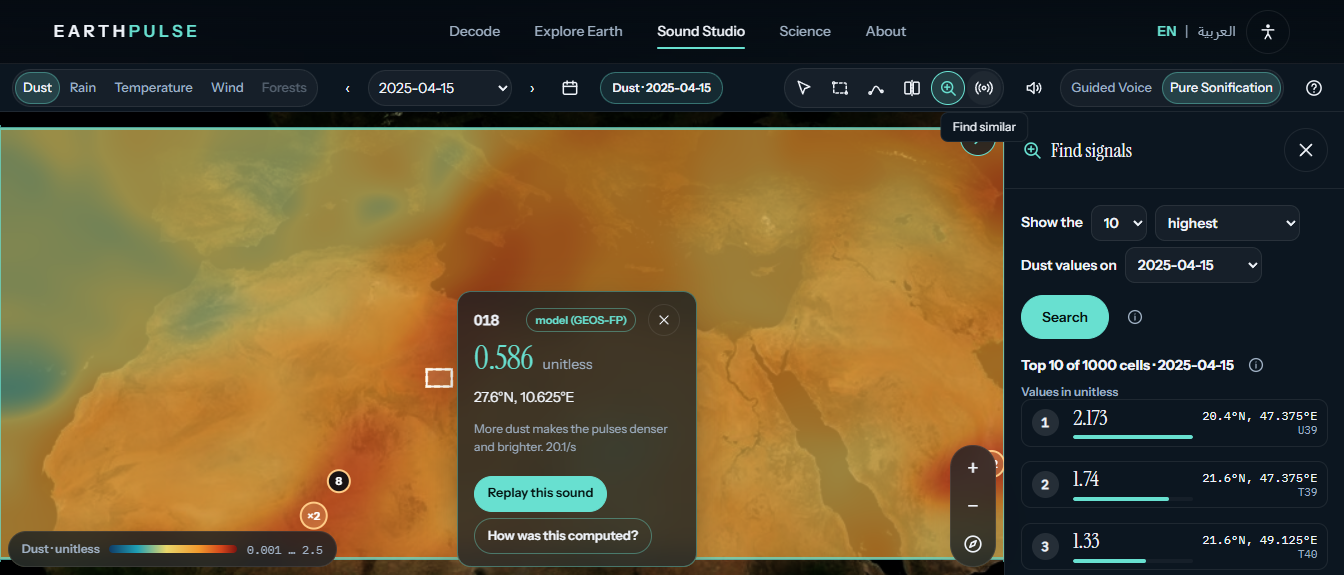 EARTHPULSE
Decode
Explore Earth
Sound Studio
Science
About
EN | العربية
Dust
Rain
Temperature
Wind
Forests
‹
2025-04-15
›
Dust·2025-04-15
Guided Voice
Pure Sonification
Find similar
Find signals
Show the 10 highest
Dust values on 2025-04-15
Search
Top 10 of 1000 cells·2025-04-15
Values in unitless
1 2.173 20.4°N, 47.375°E
U39
2 1.74 21.6°N, 47.375°E
T39
3 1.33 21.6°N, 49.125°E
T40
018 model (GEOS-FP)
0.586 unitless
27.6°N, 10.625°E
More dust makes the pulses denser
and brighter. 20.1/s
Replay this sound
How was this computed?
8
×2
Dust·unitless 0.001 … 2.5